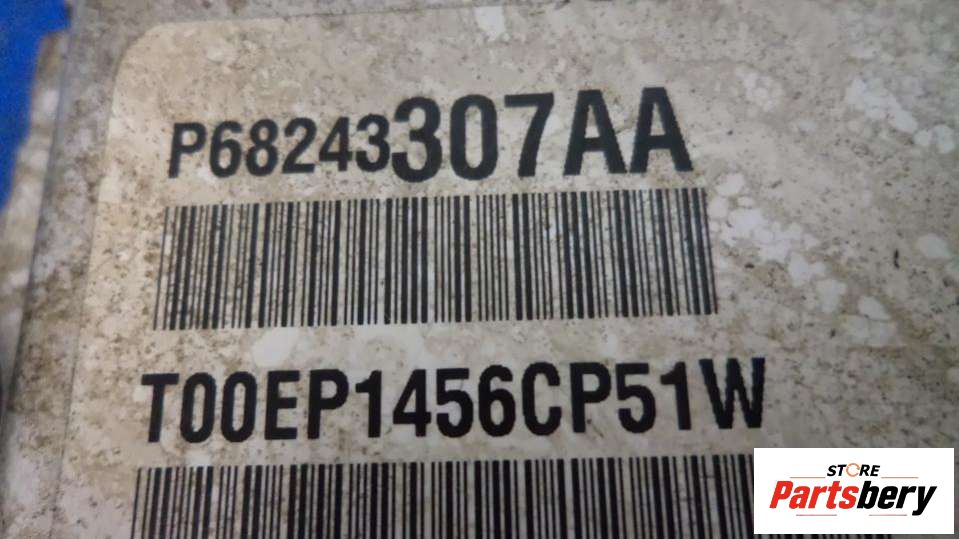 P68243307AA
T00EP1456CP51W
STORE
Partsbery